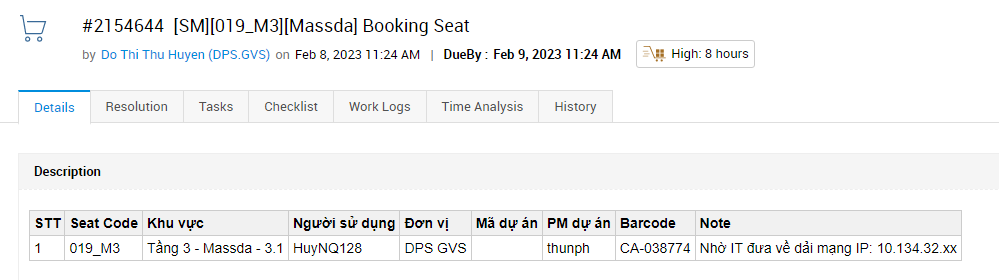 #2154644 [SM][019_M3][Massda] Booking Seat
by Do Thi Thu Huyen (DPS.GVS) on Feb 8, 2023 11:24 AM | DueBy : Feb 9, 2023 11:24 AM High: 8 hours
Details Resolution Tasks Checklist Work Logs Time Analysis History
Description
STT Seat Code Khu vực Người sử dụng Đơn vị Mã dự án PM dự án Barcode Note
1 019_M3 Tầng 3 - Massda - 3.1 HuyNQ128 DPS GVS thunph CA-038774 Nhờ IT đưa về dải mạng IP: 10.134.32.xx